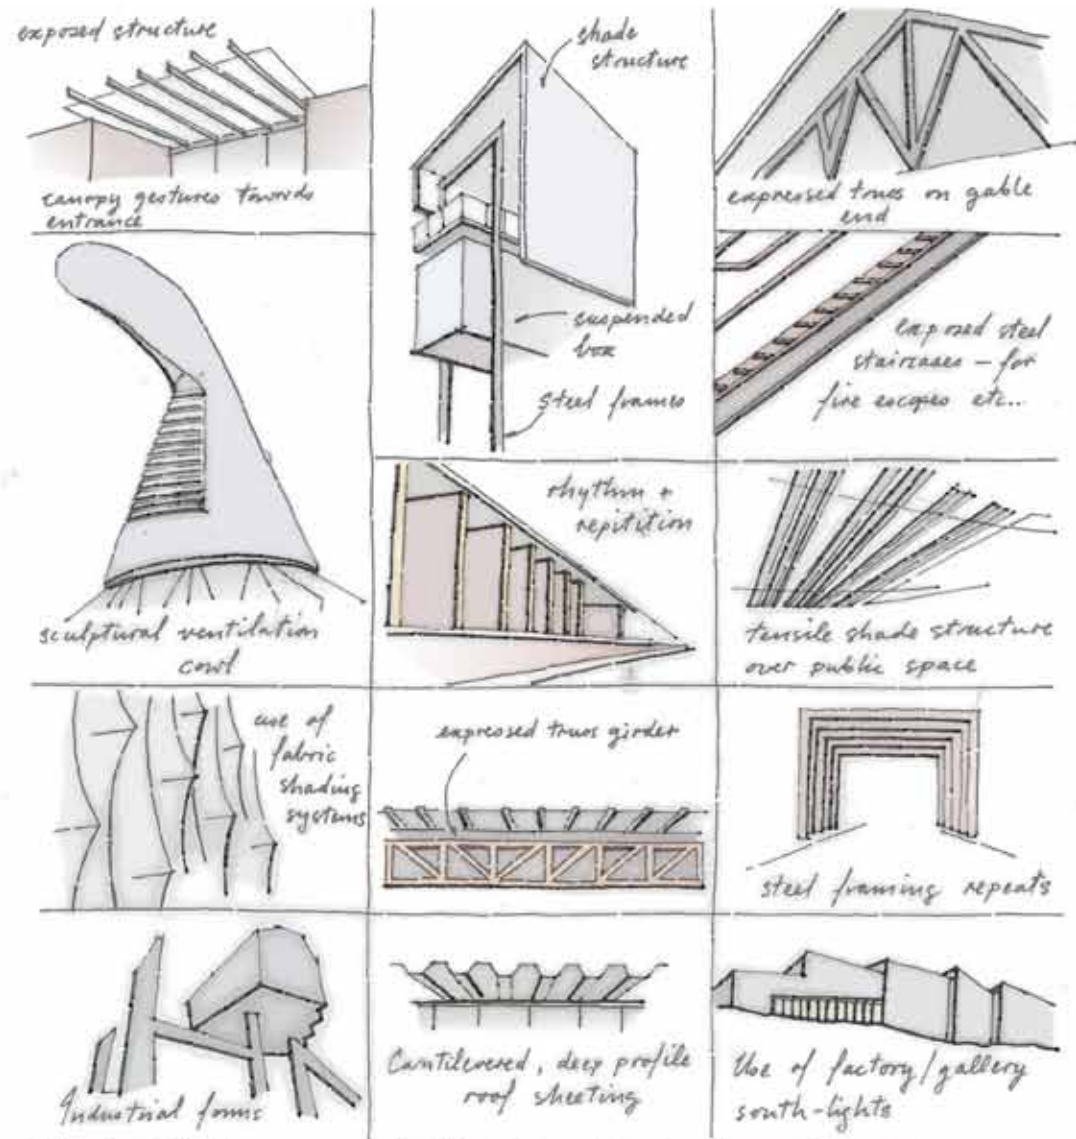 exposed structure
canopy gestures towards
entrance
shade
structure
suspended
box
steel frames
expressed truss on gable
end
sculptural ventilation
cowl
exposed steel
staircases – for
fire escapes etc..
rhythm +
repitition
tensile shade structure
over public space
use of
fabric
shading
systems
expressed truss girder
steel framing repeats
Industrial forms
Cantilevered, deep profile
roof sheeting
Use of factory/gallery
south-lights